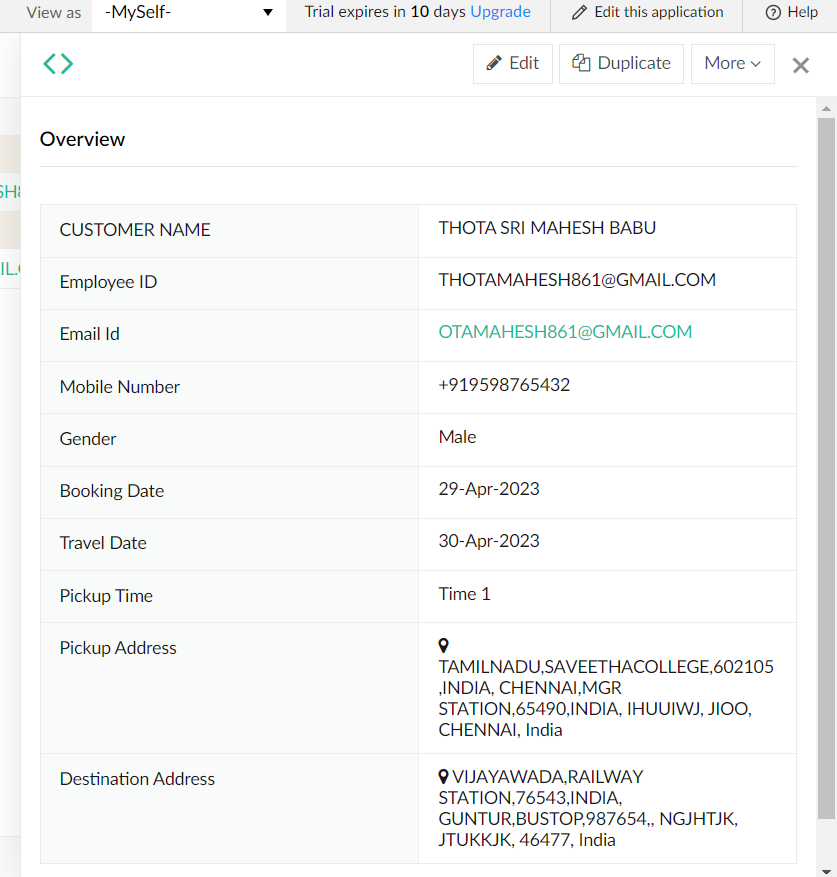 View as -MySelf- Trial expires in 10 days Upgrade Edit this application Help
Edit Duplicate More
Overview
CUSTOMER NAME THOTA SRI MAHESH BABU
Employee ID THOTAMAHESH861@GMAIL.COM
Email Id OTAMAHESH861@GMAIL.COM
Mobile Number +919598765432
Gender Male
Booking Date 29-Apr-2023
Travel Date 30-Apr-2023
Pickup Time Time 1
Pickup Address
TAMILNADU,SAVEETHACOLLEGE,602105
,INDIA, CHENNAI,MGR
STATION,65490,INDIA, IHUUIWJ, JIOO,
CHENNAI, India
Destination Address VIJAYAWADA,RAILWAY
STATION,76543,INDIA,
GUNTUR,BUSTOP,987654,, NGJHTJK,
JTUKKJK, 46477, India